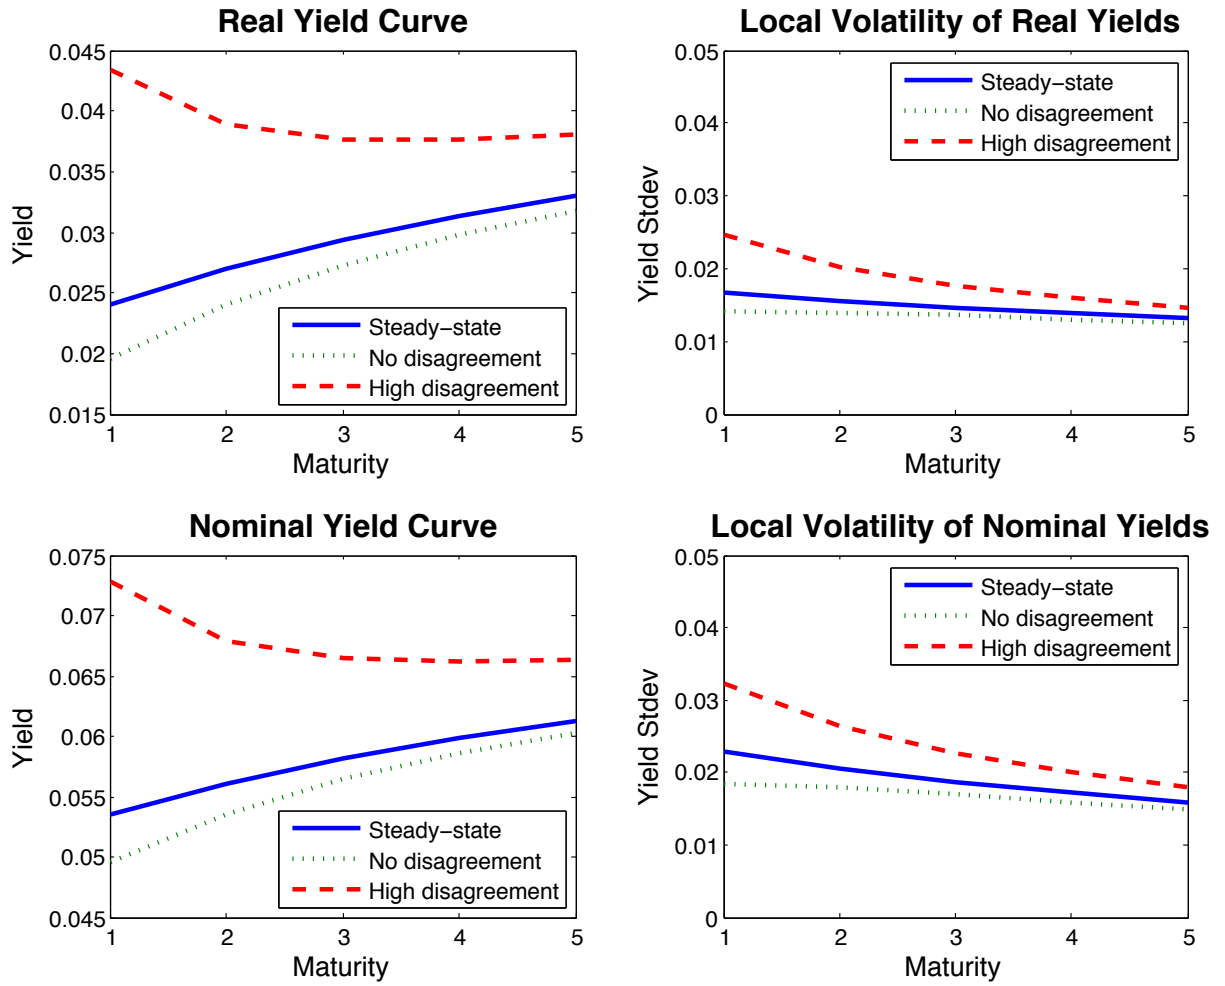 Real Yield Curve
0.045
0.04
0.035
0.03
0.025
0.02
0.015
Yield
1 2 3 4 5
Maturity
Steady−state
No disagreement
High disagreement
Local Volatility of Real Yields
0.05
0.04
0.03
0.02
0.01
0
Yield Stdev
1 2 3 4 5
Maturity
Steady−state
No disagreement
High disagreement
Nominal Yield Curve
0.075
0.07
0.065
0.06
0.055
0.05
0.045
Yield
1 2 3 4 5
Maturity
Steady−state
No disagreement
High disagreement
Local Volatility of Nominal Yields
0.05
0.04
0.03
0.02
0.01
0
Yield Stdev
1 2 3 4 5
Maturity
Steady−state
No disagreement
High disagreement